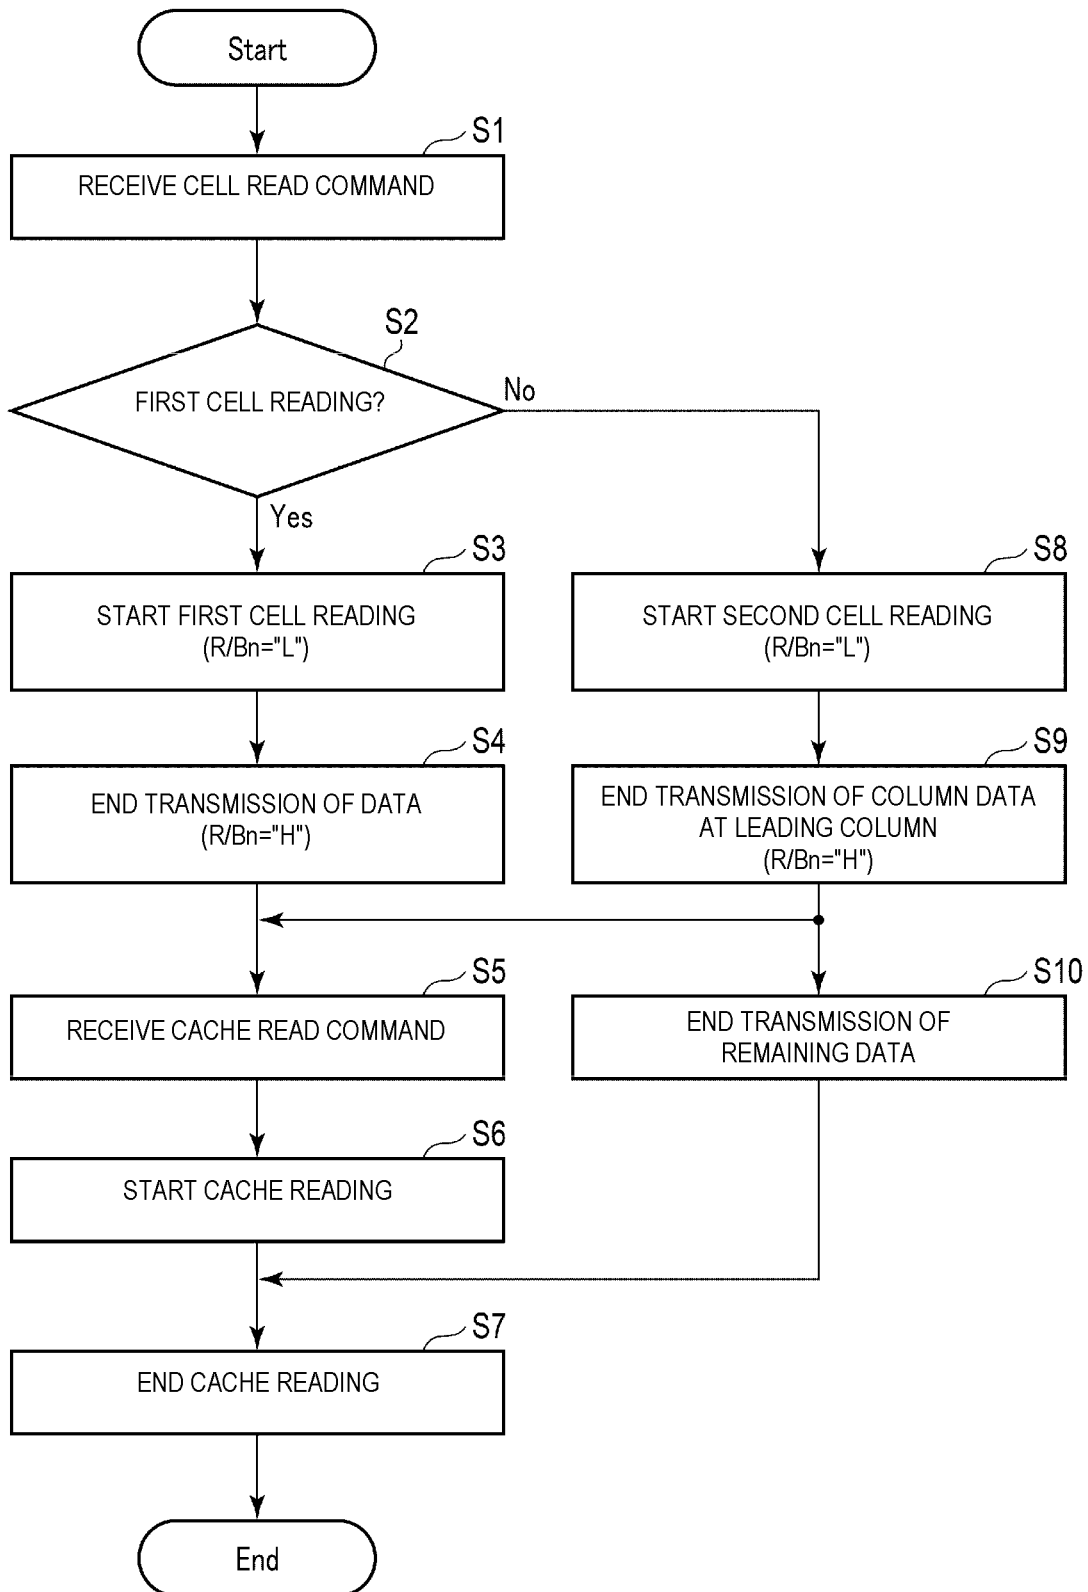 Start
S1
RECEIVE CELL READ COMMAND
S2
FIRST CELL READING?
No
Yes
S3
START FIRST CELL READING
(R/Bn="L")
S8
START SECOND CELL READING
(R/Bn="L")
S4
END TRANSMISSION OF DATA
(R/Bn="H")
S9
END TRANSMISSION OF COLUMN DATA
AT LEADING COLUMN
(R/Bn="H")
S5
RECEIVE CACHE READ COMMAND
S10
END TRANSMISSION OF
REMAINING DATA
S6
START CACHE READING
S7
END CACHE READING
End